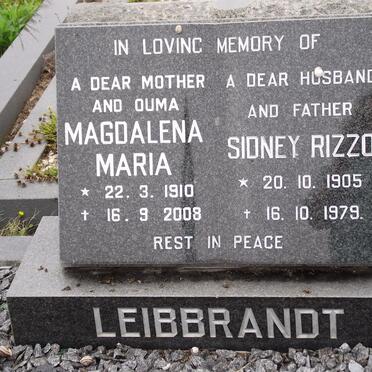 IN LOVING MEMORY OF
A DEAR MOTHER
AND OUMA
MAGDALENA
MARIA
* 22. 3. 1910
† 16. 9 2008
A DEAR HUSBAND
AND FATHER
SIDNEY RIZZO
* 20. 10. 1905
† 16. 10. 1979.
REST IN PEACE
LEIBBRANDT